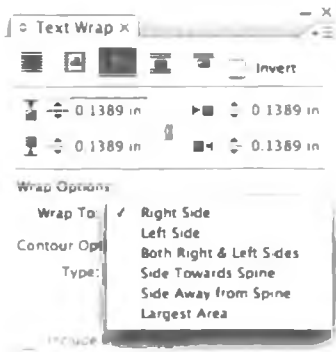 Text Wrap ×
Invert
0.1389 in
0.1389 in
0.1389 in
0.1389 in
Wrap Options
Wrap To: ✓ Right Side
Left Side
Contour Op
Both Right & Left Sides
Type:
Side Towards Spine
Side Away from Spine
Largest Area
Include